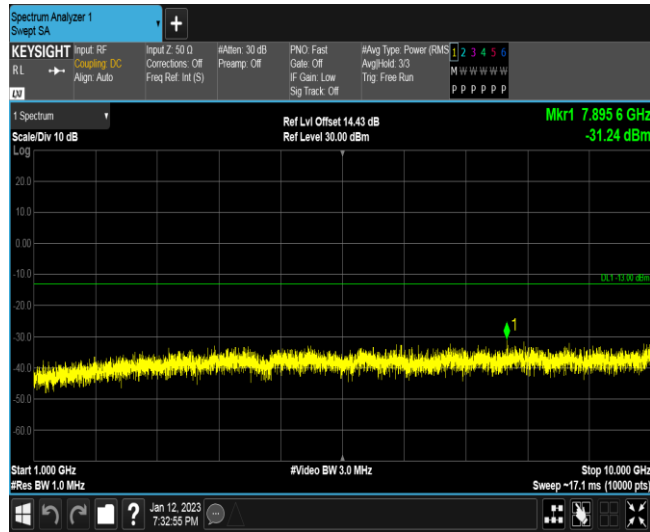 Spectrum Analyzer 1
Swept SA
+
KEYSIGHT
RL
LXI
Input: RF
Coupling: DC
Align: Auto
Input Z: 50 Ω
Corrections: Off
Freq Ref: Int (S)
#Atten: 30 dB
Preamp: Off
PNO: Fast
Gate: Off
IF Gain: Low
Sig Track: Off
#Avg Type: Power (RMS
Avg|Hold: 3/3
Trig: Free Run
1 2 3 4 5 6
M W W W W W
P P P P P P
1 Spectrum
Scale/Div 10 dB
Log
Ref Lvl Offset 14.43 dB
Ref Level 30.00 dBm
Mkr1 7.895 6 GHz
-31.24 dBm
20.0
10.0
0.00
-10.0
DL1 -13.00 dBm
-20.0
-30.0
1
-40.0
-50.0
-60.0
Start 1.000 GHz
#Res BW 1.0 MHz
#Video BW 3.0 MHz
Stop 10.000 GHz
Sweep ~17.1 ms (10000 pts)
?
Jan 12, 2023
7:32:55 PM